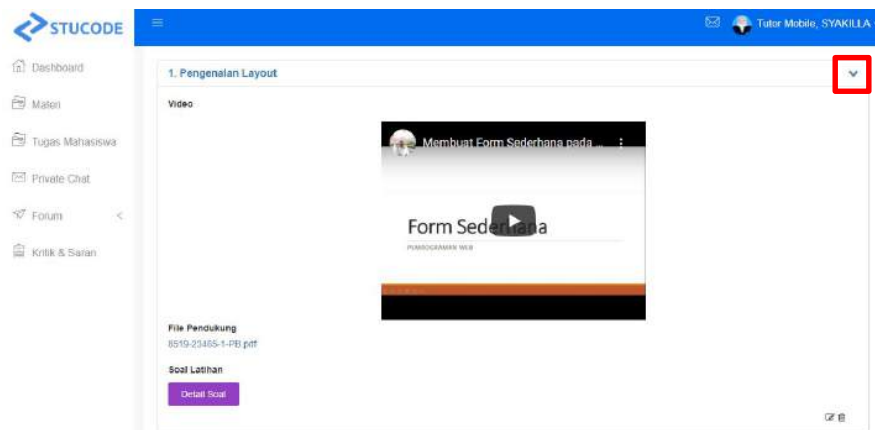 STUCODE
Tutor Mobile, SYAKILLA
Dashboard
Materi
Tugas Mahasiswa
Private Chat
Forum
Kritik & Saran
1. Pengenalan Layout
Video
Membuat Form Sederhana pada ...
Form Sederhana
PEMROGRAMAN WEB
File Pendukung
8519-23465-1-PB.pdf
Soal Latihan
Detail Soal